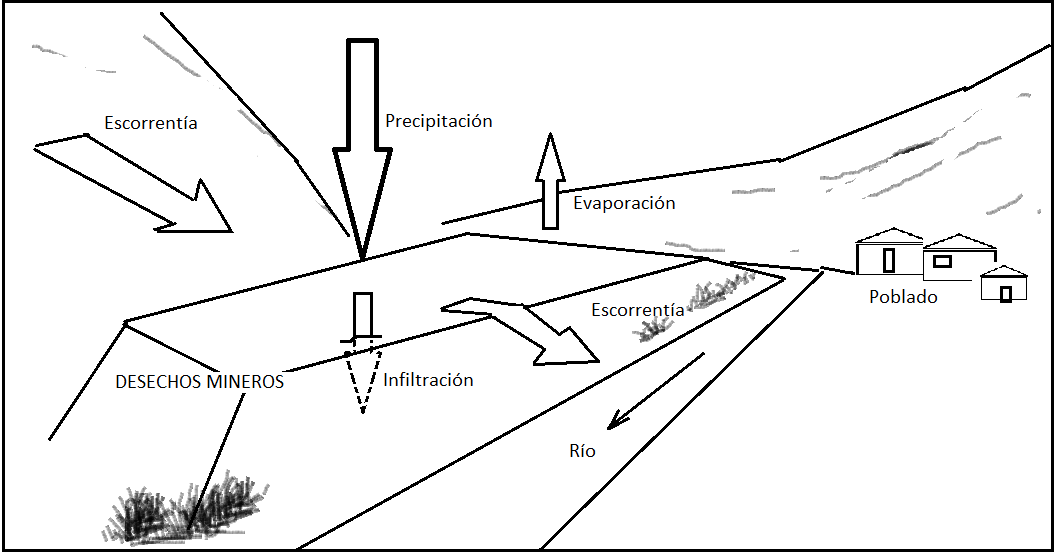 Escorrentía
Precipitación
Evaporación
Poblado
Escorrentía
DESECHOS MINEROS
Infiltración
Río